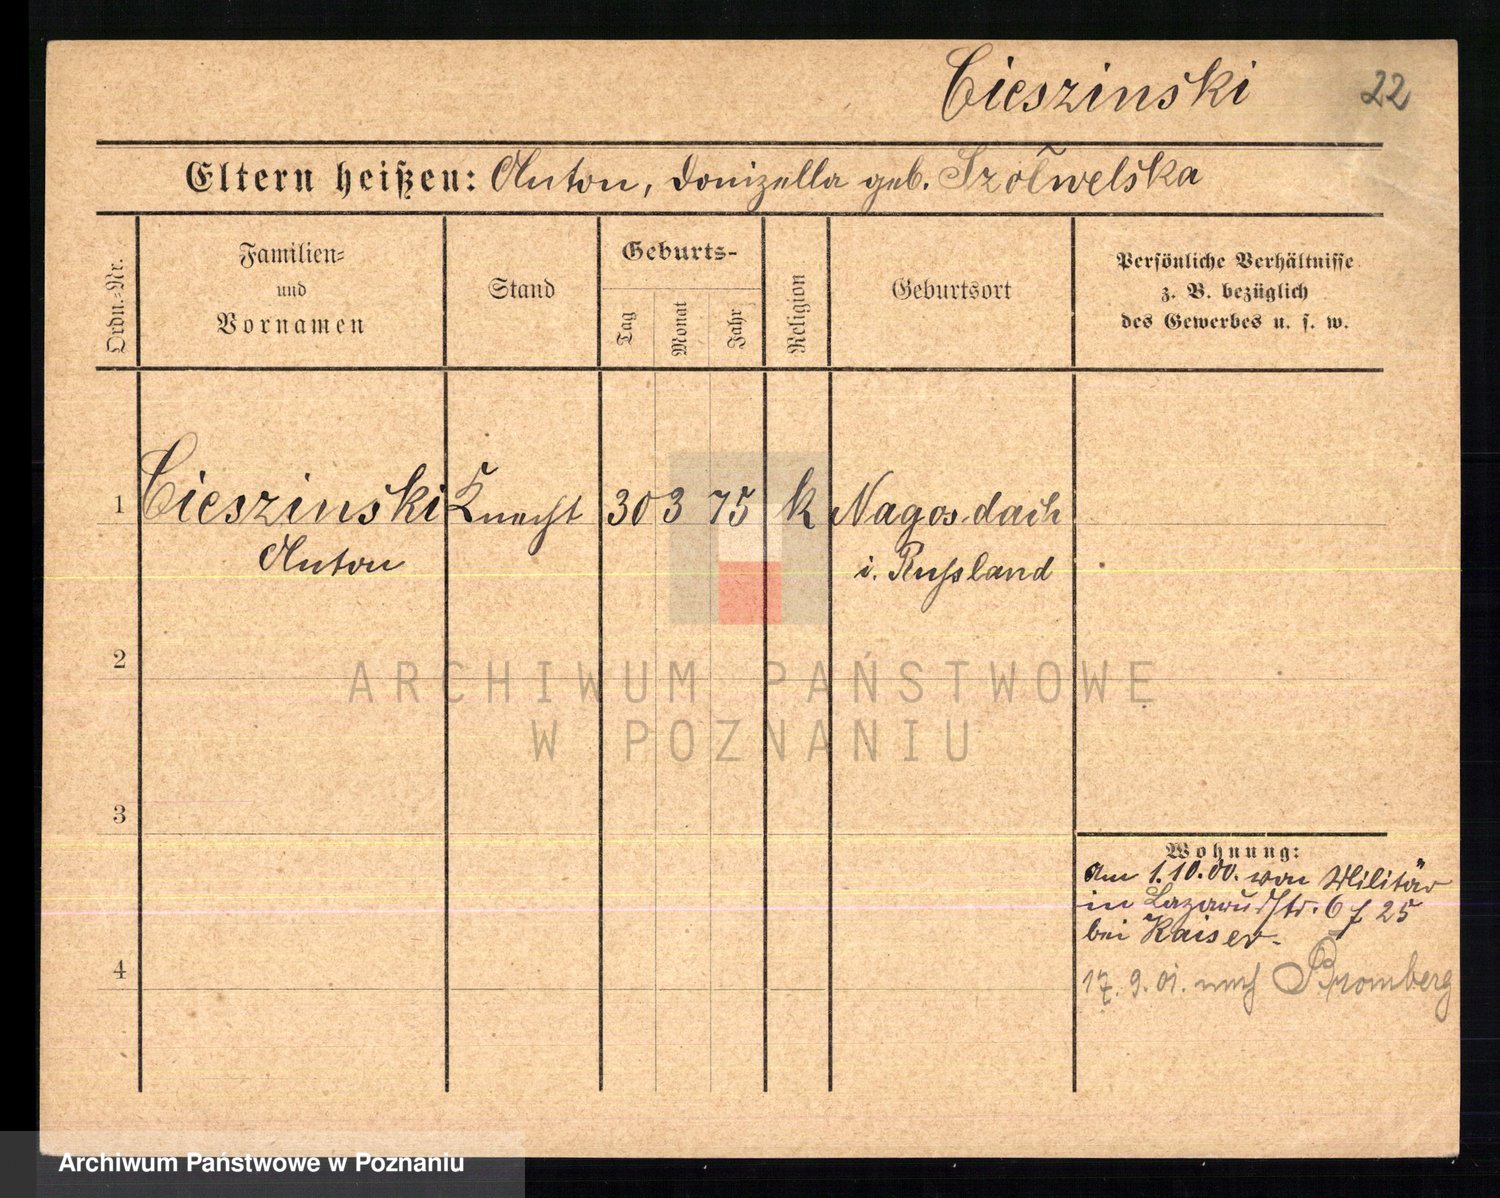 Cieszinski 22
Eltern heißen: Anton, Donizella geb. Szolwelska
Ordn.=Nr.
Familien=
und
Vornamen
Stand
Geburts-
Tag
Monat
Jahr
Religion
Geburtsort
Persönliche Verhältnisse
z. B. bezüglich
des Gewerbes u. s. w.
1 Cieszinski Knecht 30 3 75 k Nagos-dach
Anton i. Russland
2
ARCHIWUM PAŃSTWOWE
W POZNANIU
3
Wohnung:
Am 1.10.00. von Militär
in Lazarus Str. 6 f 25
bei Kaiser.
4
17. 9. 01. nach Bromberg
Archiwum Państwowe w Poznaniu